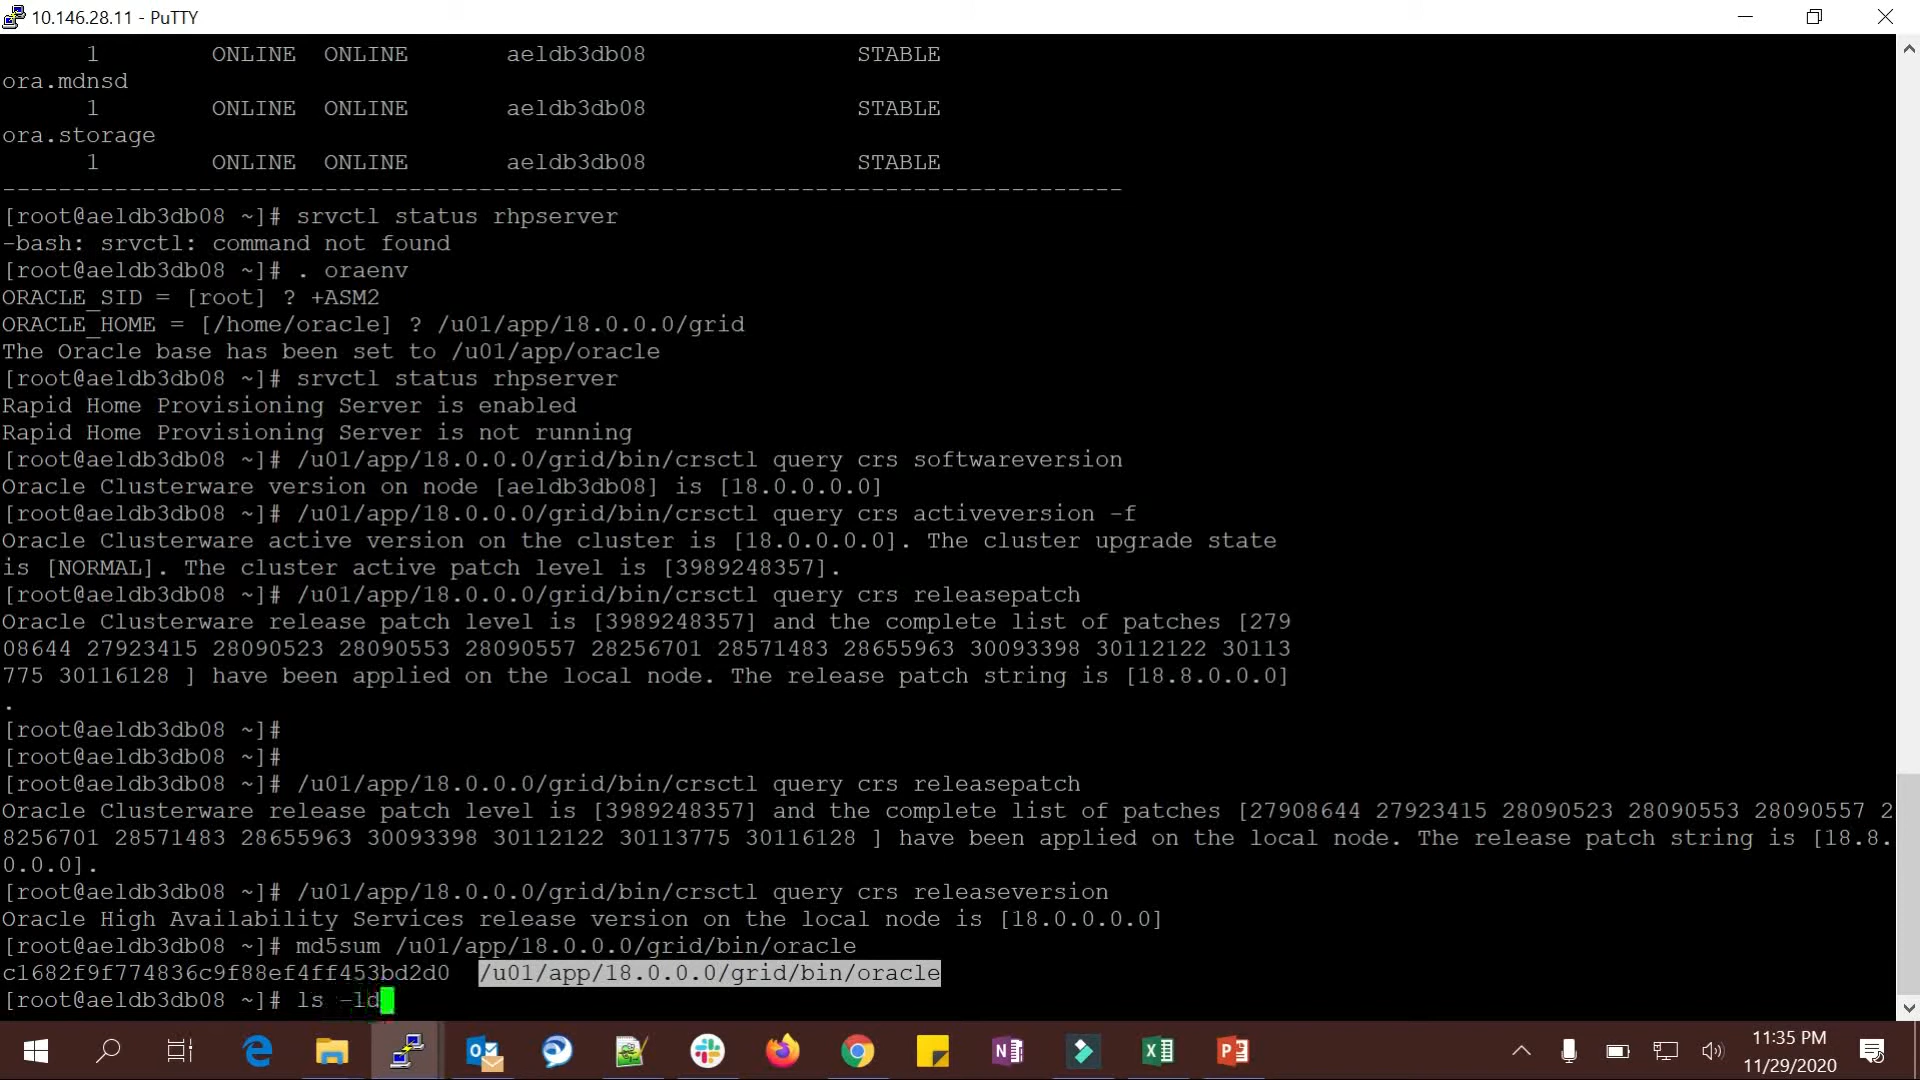 10.146.28.11 - PuTTY
1 ONLINE ONLINE aeldb3db08 STABLE
ora.mdnsd
1 ONLINE ONLINE aeldb3db08 STABLE
ora.storage
1 ONLINE ONLINE aeldb3db08 STABLE
--------------------------------------------------------------------------------
[root@aeldb3db08 ~]# srvctl status rhpserver
-bash: srvctl: command not found
[root@aeldb3db08 ~]# . oraenv
ORACLE_SID = [root] ? +ASM2
ORACLE_HOME = [/home/oracle] ? /u01/app/18.0.0.0/grid
The Oracle base has been set to /u01/app/oracle
[root@aeldb3db08 ~]# srvctl status rhpserver
Rapid Home Provisioning Server is enabled
Rapid Home Provisioning Server is not running
[root@aeldb3db08 ~]# /u01/app/18.0.0.0/grid/bin/crsctl query crs softwareversion
Oracle Clusterware version on node [aeldb3db08] is [18.0.0.0.0]
[root@aeldb3db08 ~]# /u01/app/18.0.0.0/grid/bin/crsctl query crs activeversion -f
Oracle Clusterware active version on the cluster is [18.0.0.0.0]. The cluster upgrade state
is [NORMAL]. The cluster active patch level is [3989248357].
[root@aeldb3db08 ~]# /u01/app/18.0.0.0/grid/bin/crsctl query crs releasepatch
Oracle Clusterware release patch level is [3989248357] and the complete list of patches [279
08644 27923415 28090523 28090553 28090557 28256701 28571483 28655963 30093398 30112122 30113
775 30116128 ] have been applied on the local node. The release patch string is [18.8.0.0.0]
.
[root@aeldb3db08 ~]#
[root@aeldb3db08 ~]#
[root@aeldb3db08 ~]# /u01/app/18.0.0.0/grid/bin/crsctl query crs releasepatch
Oracle Clusterware release patch level is [3989248357] and the complete list of patches [27908644 27923415 28090523 28090553 28090557 2
8256701 28571483 28655963 30093398 30112122 30113775 30116128 ] have been applied on the local node. The release patch string is [18.8.
0.0.0].
[root@aeldb3db08 ~]# /u01/app/18.0.0.0/grid/bin/crsctl query crs releaseversion
Oracle High Availability Services release version on the local node is [18.0.0.0.0]
[root@aeldb3db08 ~]# md5sum /u01/app/18.0.0.0/grid/bin/oracle
c1682f9f774836c9f88ef4ff453bd2d0 /u01/app/18.0.0.0/grid/bin/oracle
[root@aeldb3db08 ~]# ls -ld
11:35 PM
11/29/2020